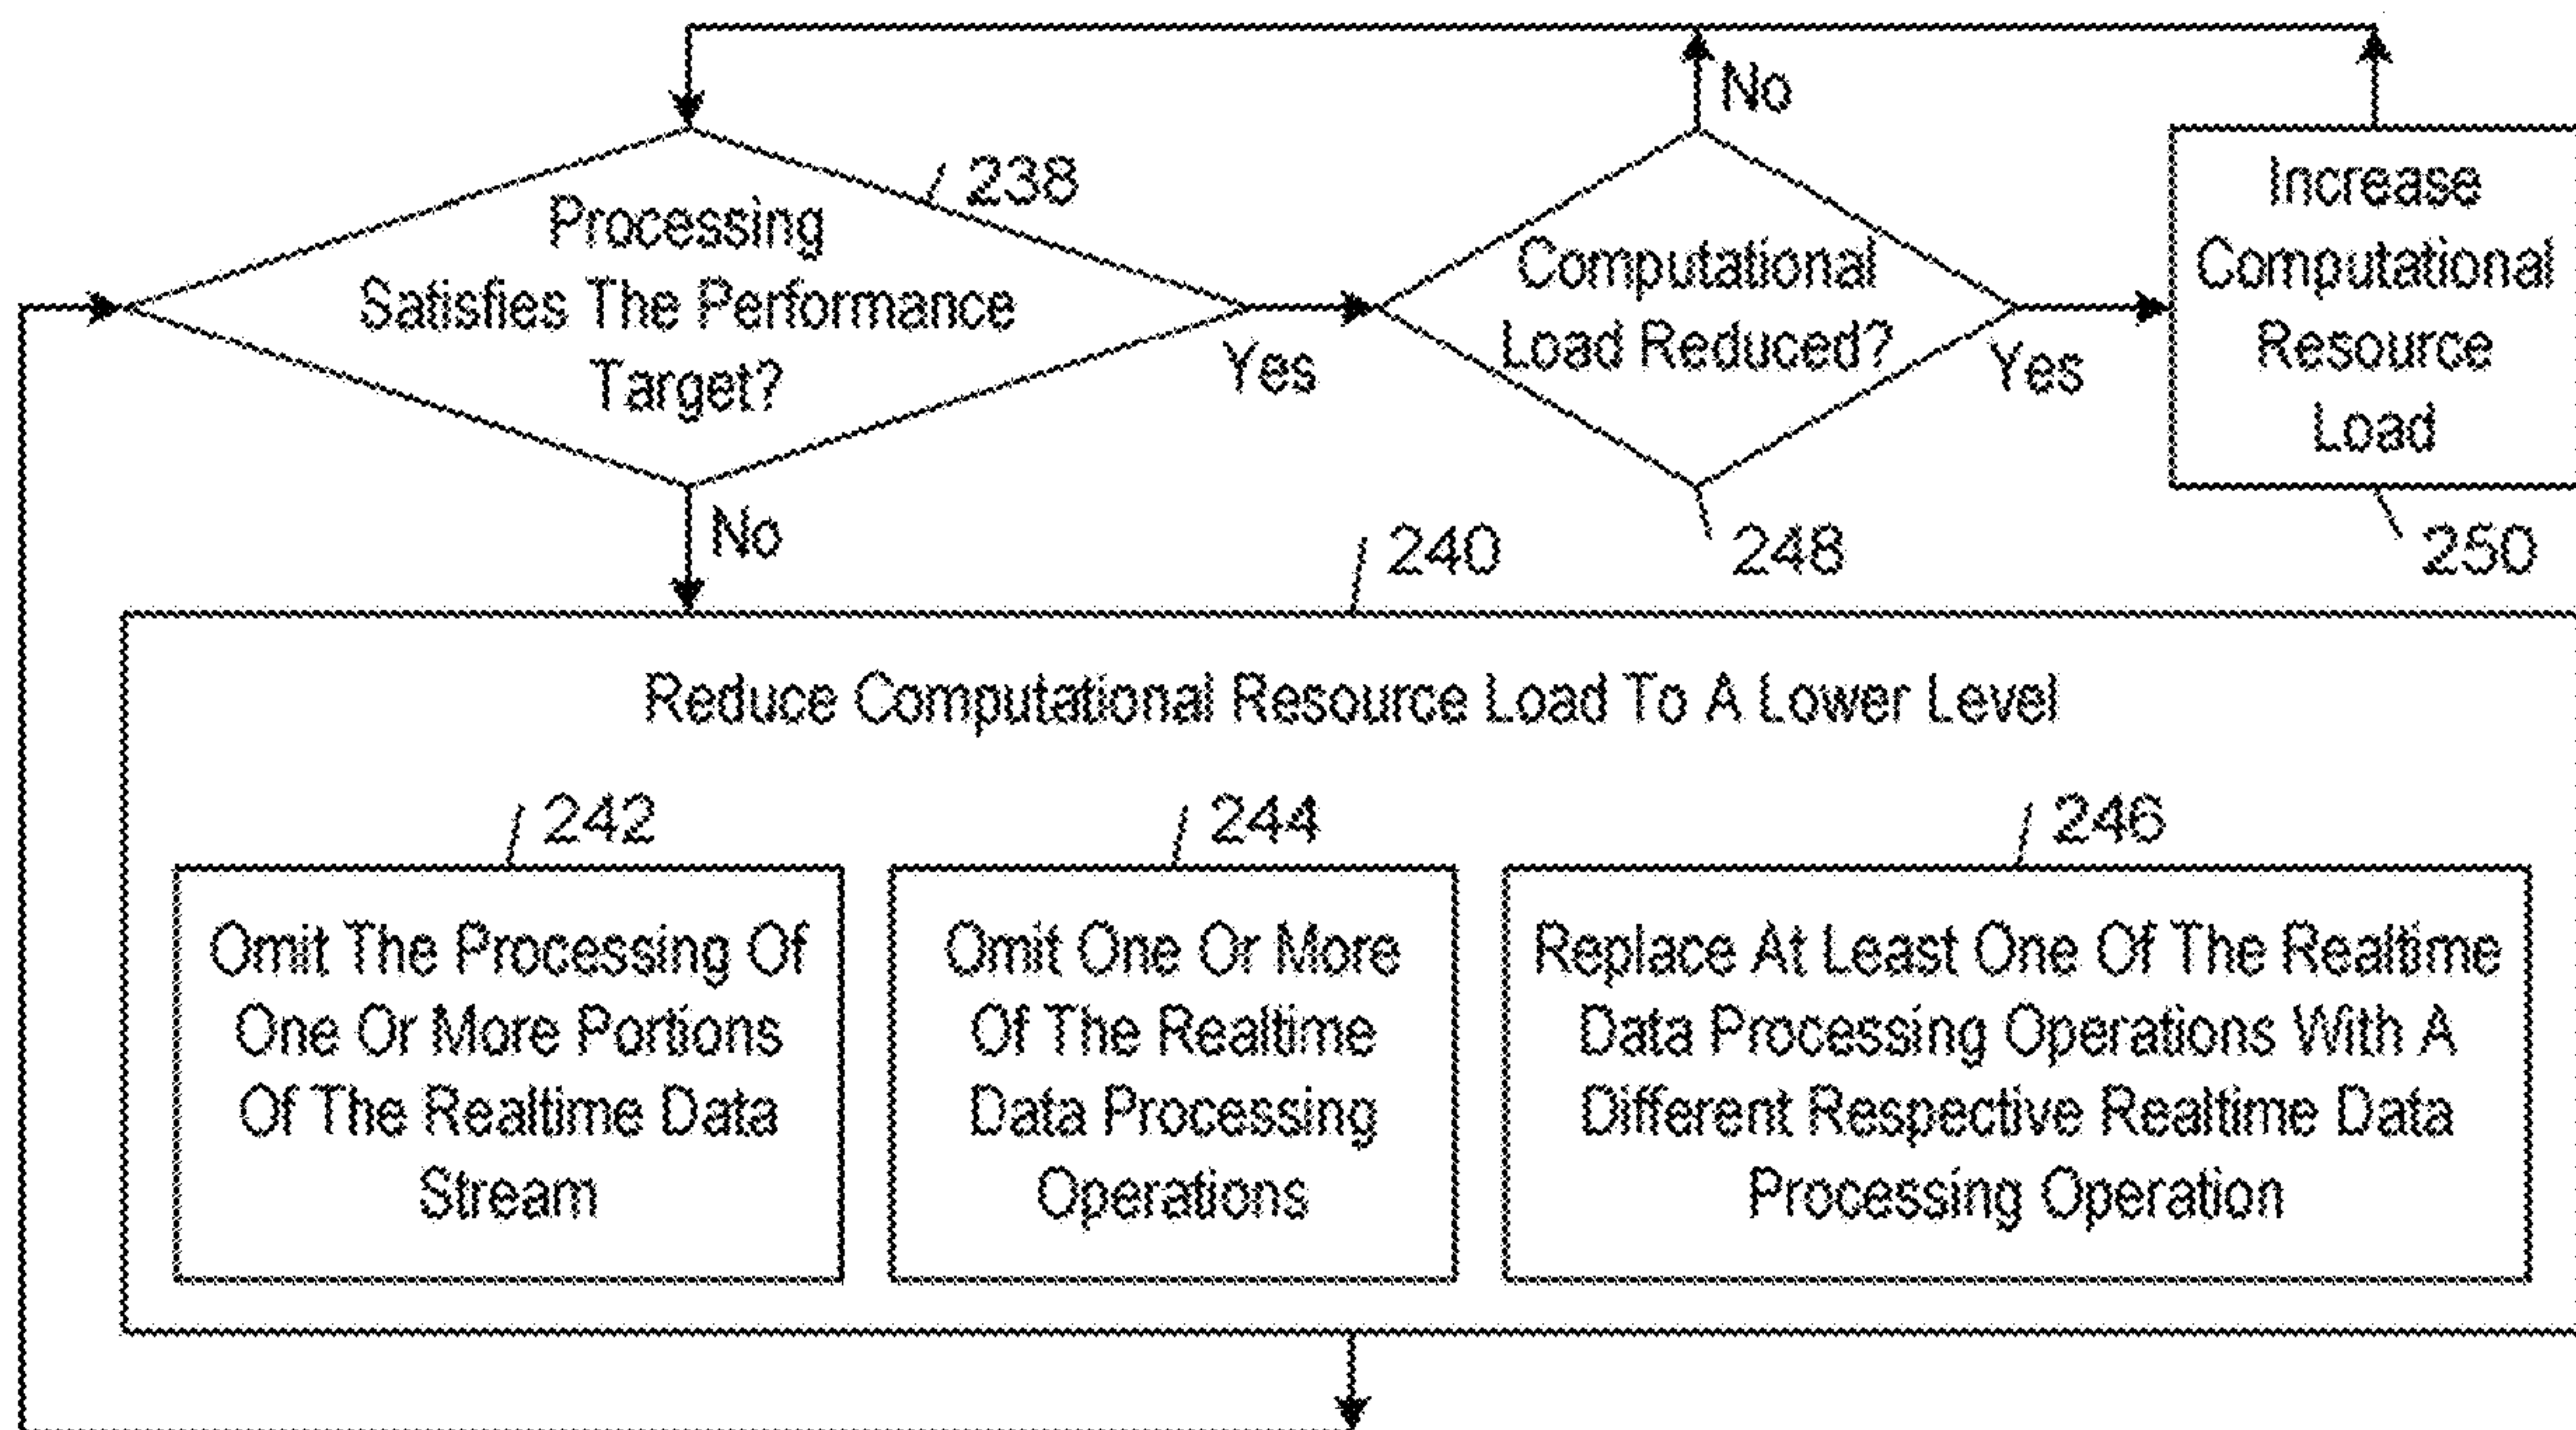 No
238
Processing
Satisfies The Performance
Target?
Yes
Computational
Load Reduced?
Yes
Increase
Computational
Resource
Load
No
240
248
250
Reduce Computational Resource Load To A Lower Level
242
244
246
Omit The Processing Of
One Or More Portions
Of The Realtime Data
Stream
Omit One Or More
Of The Realtime
Data Processing
Operations
Replace At Least One Of The Realtime
Data Processing Operations With A
Different Respective Realtime Data
Processing Operation